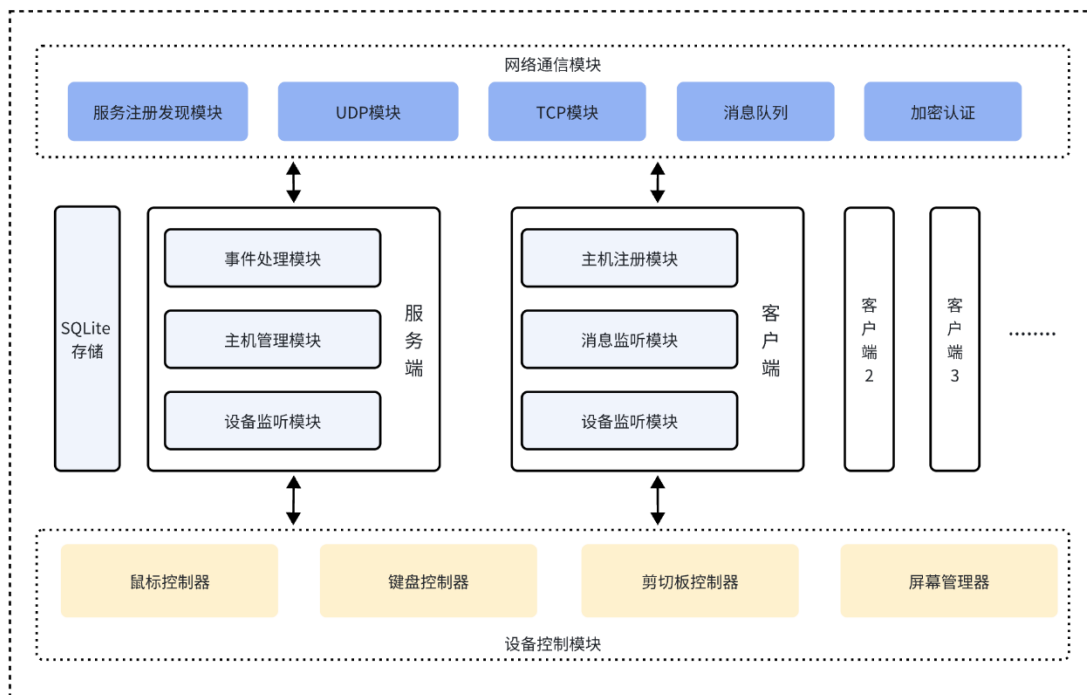 网络通信模块
服务注册发现模块
UDP模块
TCP模块
消息队列
加密认证
SQLite
存储
事件处理模块
主机管理模块
设备监听模块
服务端
主机注册模块
消息监听模块
设备监听模块
客户端
客户端2
客户端3
........
鼠标控制器
键盘控制器
剪切板控制器
屏幕管理器
设备控制模块